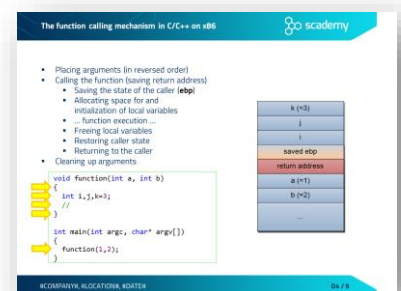 The function calling mechanism in C/C++ on x86
scademy
Placing arguments (in reversed order)
Calling the function (saving return address)
Saving the state of the caller (ebp)
Allocating space for and
initialization of local variables
... function execution ...
Freeing local variables
Restoring caller state
Returning to the caller
Cleaning up arguments
void function(int a, int b)
{
int i,j,k=3;
//
}
int main(int argc, char* argv[])
{
function(1,2);
}
k (=3)
j
i
saved ebp
return address
a (=1)
b (=2)
...
#COMPANY#, #LOCATION#, #DATE#
D4 / 9